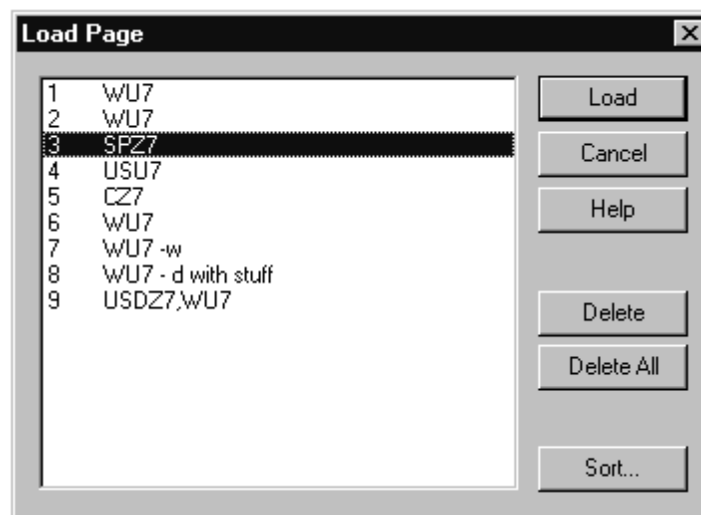 Load Page
1 WU7
2 WU7
3 SPZ7
4 USU7
5 CZ7
6 WU7
7 WU7 -w
8 WU7 - d with stuff
9 USDZ7,WU7
Load
Cancel
Help
Delete
Delete All
Sort...